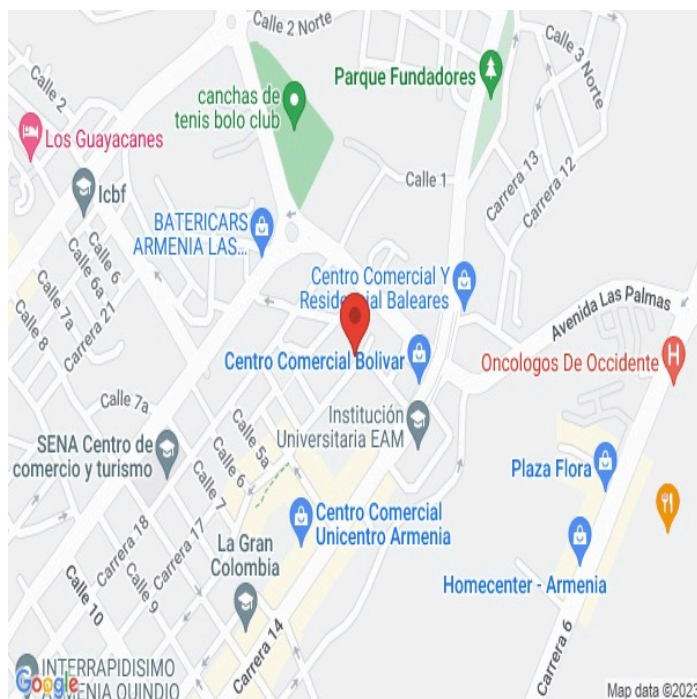 Calle 2 Norte
Calle 3 Norte
Parque Fundadores
canchas de
tenis bolo club
Calle 2
Los Guayacanes
Icbf
Calle 1
Carrera 13
Carrera 12
BATERICARS
ARMENIA LAS...
Calle 6
Calle 6a
Calle 7a
Carrera 21
Calle 8
Centro Comercial Y
Residencial Baleares
Avenida Las Palmas
Centro Comercial Bolivar
Oncologos De Occidente
Calle 7a
Institución
Universitaria EAM
SENA Centro de
comercio y turismo
Calle 5a
Calle 6
Calle 7
Plaza Flora
Carrera 18
Carrera 17
Centro Comercial
Unicentro Armenia
La Gran
Colombia
Calle 9
Calle 10
Homecenter - Armenia
Carrera 14
Carrera 6
INTERRAPIDISIMO
ARMENIA QUINDIO
Google
Map data ©2023